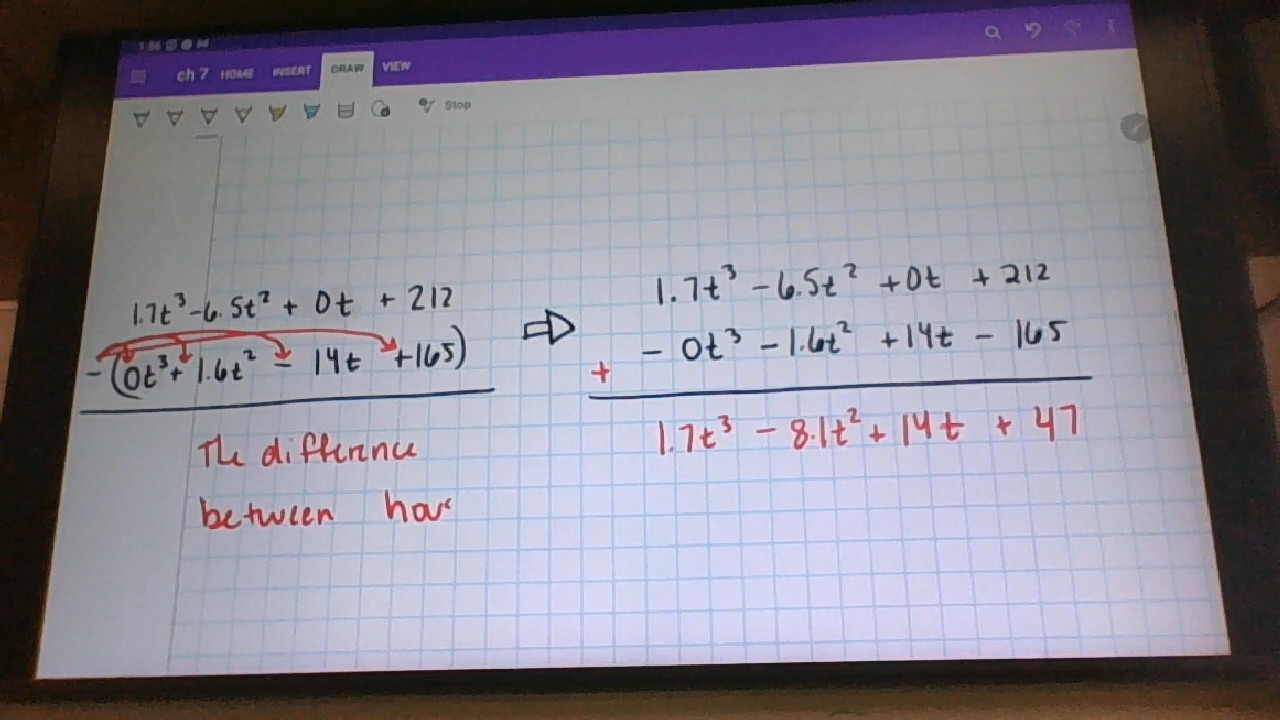 1:56
ch 7 HOME INSERT DRAW VIEW
Stop
1.7t³ - 6.5t² + 0t + 212
- (0t³ + 1.6t² - 14t + 165)
The difference
between
1.7t³ - 6.5t² + 0t + 212
- 0t³ - 1.6t² + 14t - 165
+
1.7t³ - 8.1t² + 14t + 47